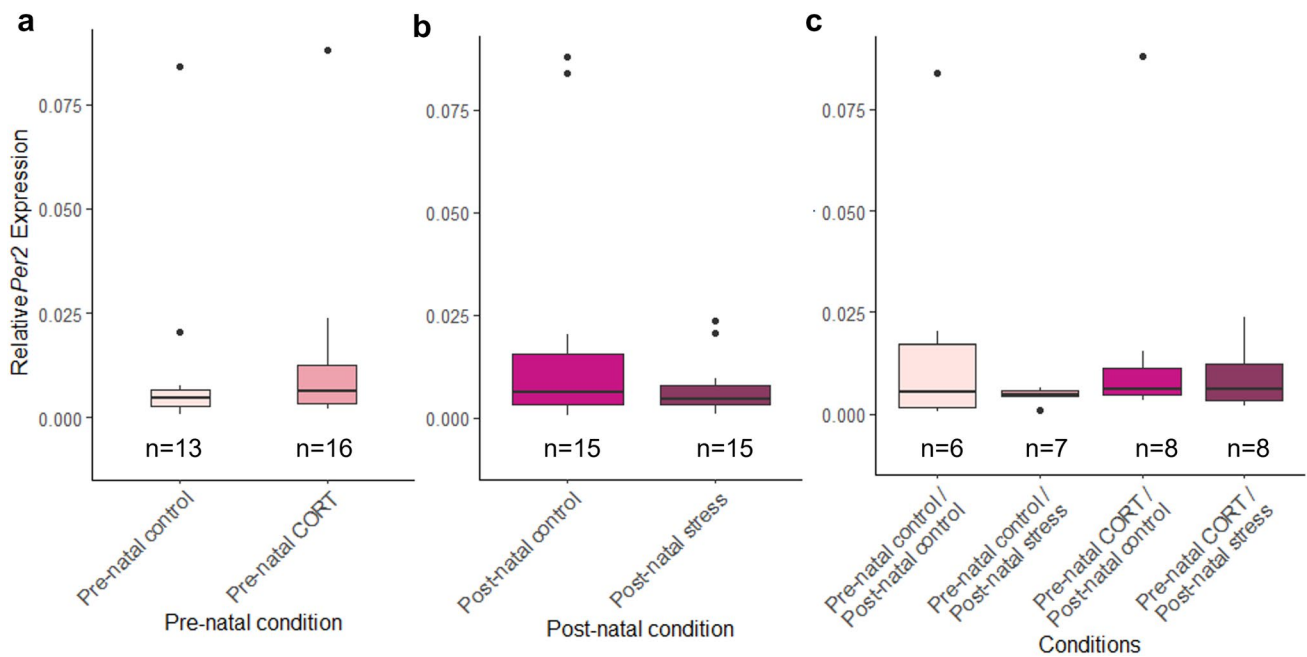 a
Relative Per2 Expression
0.075
0.050
0.025
0.000
n=13
n=16
Pre-natal control
Pre-natal CORT
Pre-natal condition
b
0.075
0.050
0.025
0.000
n=15
n=15
Post-natal control
Post-natal stress
Post-natal condition
c
0.075
0.050
0.025
0.000
n=6
n=7
n=8
n=8
Pre-natal control /
Post-natal control
Pre-natal control /
Post-natal stress
Pre-natal CORT /
Post-natal control
Pre-natal CORT /
Post-natal stress
Conditions